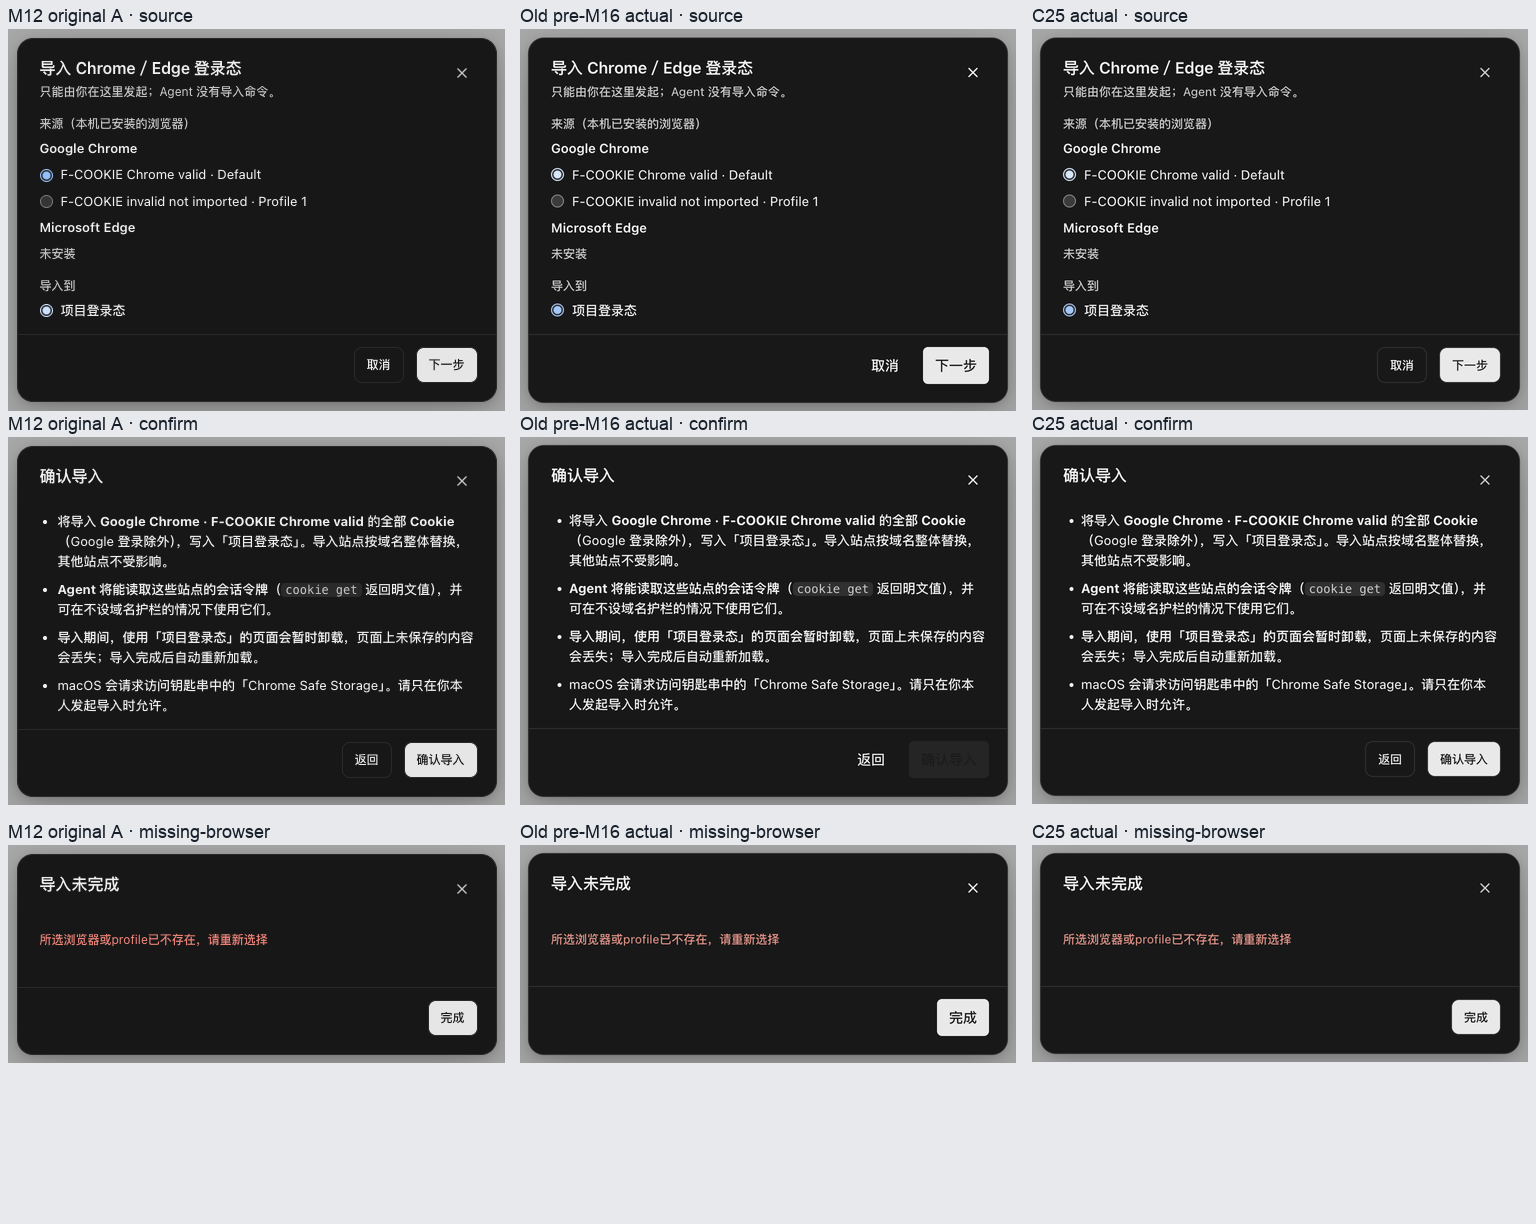 M12 original A · source
导入 Chrome / Edge 登录态
只能由你在这里发起；Agent 没有导入命令。
来源（本机已安装的浏览器）
Google Chrome
F-COOKIE Chrome valid · Default
F-COOKIE invalid not imported · Profile 1
Microsoft Edge
未安装
导入到
项目登录态
取消
下一步
Old pre-M16 actual · source
导入 Chrome / Edge 登录态
只能由你在这里发起；Agent 没有导入命令。
来源（本机已安装的浏览器）
Google Chrome
F-COOKIE Chrome valid · Default
F-COOKIE invalid not imported · Profile 1
Microsoft Edge
未安装
导入到
项目登录态
取消
下一步
C25 actual · source
导入 Chrome / Edge 登录态
只能由你在这里发起；Agent 没有导入命令。
来源（本机已安装的浏览器）
Google Chrome
F-COOKIE Chrome valid · Default
F-COOKIE invalid not imported · Profile 1
Microsoft Edge
未安装
导入到
项目登录态
取消
下一步
M12 original A · confirm
确认导入
• 将导入 Google Chrome · F-COOKIE Chrome valid 的全部 Cookie
（Google 登录除外），写入「项目登录态」。导入站点按域名整体替换，
其他站点不受影响。
• Agent 将能读取这些站点的会话令牌（cookie get 返回明文值），并
可在不设域名护栏的情况下使用它们。
• 导入期间，使用「项目登录态」的页面会暂时卸载，页面上未保存的内容
会丢失；导入完成后自动重新加载。
• macOS 会请求访问钥匙串中的「Chrome Safe Storage」。请只在你本
人发起导入时允许。
返回
确认导入
Old pre-M16 actual · confirm
确认导入
• 将导入 Google Chrome · F-COOKIE Chrome valid 的全部 Cookie
（Google 登录除外），写入「项目登录态」。导入站点按域名整体替换，
其他站点不受影响。
• Agent 将能读取这些站点的会话令牌（cookie get 返回明文值），并
可在不设域名护栏的情况下使用它们。
• 导入期间，使用「项目登录态」的页面会暂时卸载，页面上未保存的内容
会丢失；导入完成后自动重新加载。
• macOS 会请求访问钥匙串中的「Chrome Safe Storage」。请只在你本
人发起导入时允许。
返回
确认导入
C25 actual · confirm
确认导入
• 将导入 Google Chrome · F-COOKIE Chrome valid 的全部 Cookie
（Google 登录除外），写入「项目登录态」。导入站点按域名整体替换，
其他站点不受影响。
• Agent 将能读取这些站点的会话令牌（cookie get 返回明文值），并
可在不设域名护栏的情况下使用它们。
• 导入期间，使用「项目登录态」的页面会暂时卸载，页面上未保存的内容
会丢失；导入完成后自动重新加载。
• macOS 会请求访问钥匙串中的「Chrome Safe Storage」。请只在你本
人发起导入时允许。
返回
确认导入
M12 original A · missing-browser
导入未完成
所选浏览器或profile已不存在，请重新选择
完成
Old pre-M16 actual · missing-browser
导入未完成
所选浏览器或profile已不存在，请重新选择
完成
C25 actual · missing-browser
导入未完成
所选浏览器或profile已不存在，请重新选择
完成